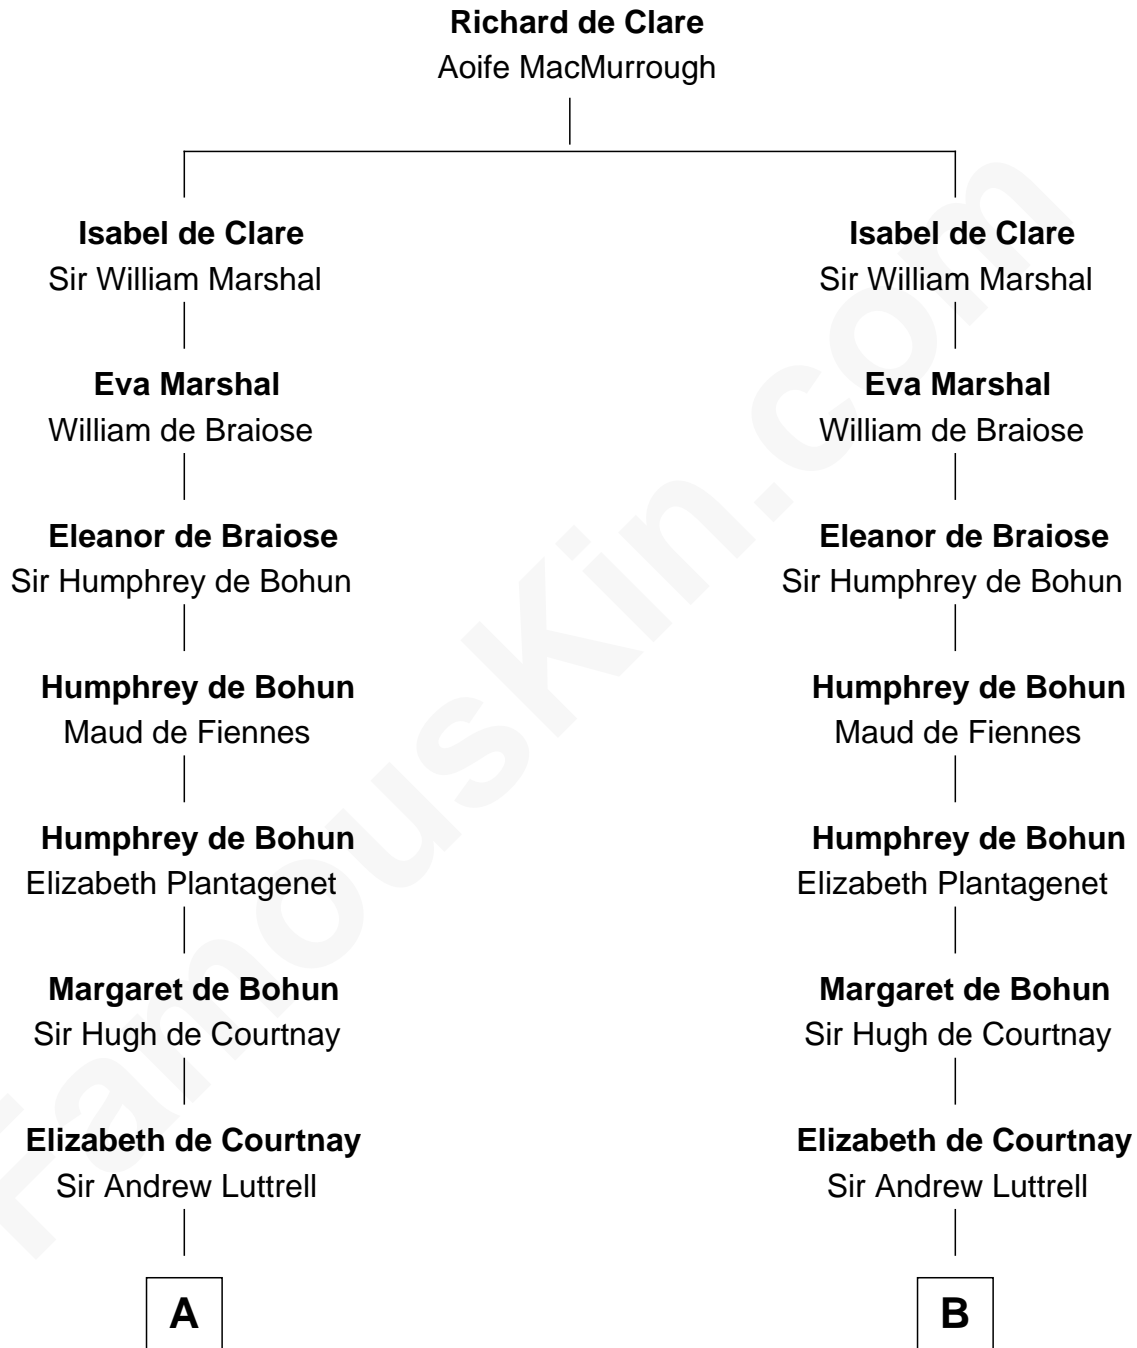 Richard de Clare
Aoife MacMurrough
Isabel de Clare
Sir William Marshal
Eva Marshal
William de Braiose
Eleanor de Braiose
Sir Humphrey de Bohun
Humphrey de Bohun
Maud de Fiennes
Humphrey de Bohun
Elizabeth Plantagenet
Margaret de Bohun
Sir Hugh de Courtnay
Elizabeth de Courtnay
Sir Andrew Luttrell
A
Isabel de Clare
Sir William Marshal
Eva Marshal
William de Braiose
Eleanor de Braiose
Sir Humphrey de Bohun
Humphrey de Bohun
Maud de Fiennes
Humphrey de Bohun
Elizabeth Plantagenet
Margaret de Bohun
Sir Hugh de Courtnay
Elizabeth de Courtnay
Sir Andrew Luttrell
B
FamousKin.com